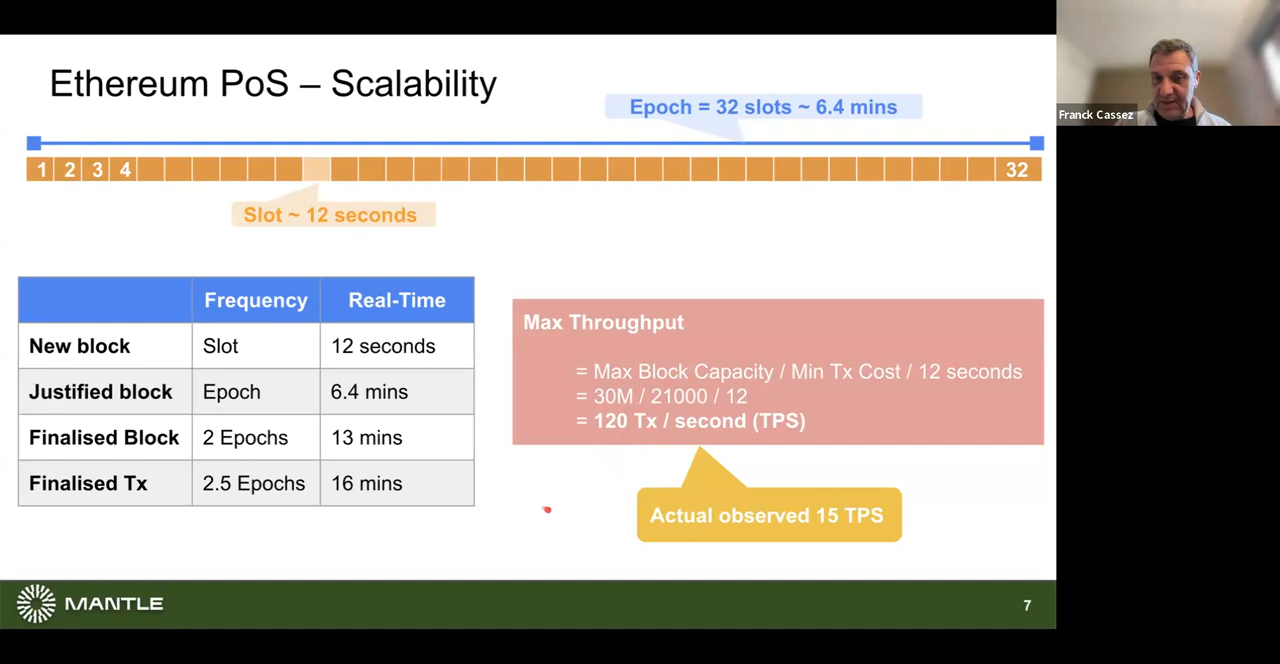 Ethereum PoS – Scalability
Epoch = 32 slots ~ 6.4 mins
1 2 3 4 32
Slot ~ 12 seconds
Frequency Real-Time
New block Slot 12 seconds
Justified block Epoch 6.4 mins
Finalised Block 2 Epochs 13 mins
Finalised Tx 2.5 Epochs 16 mins
Max Throughput
= Max Block Capacity / Min Tx Cost / 12 seconds
= 30M / 21000 / 12
= 120 Tx / second (TPS)
Actual observed 15 TPS
MANTLE
7
Franck Cassez